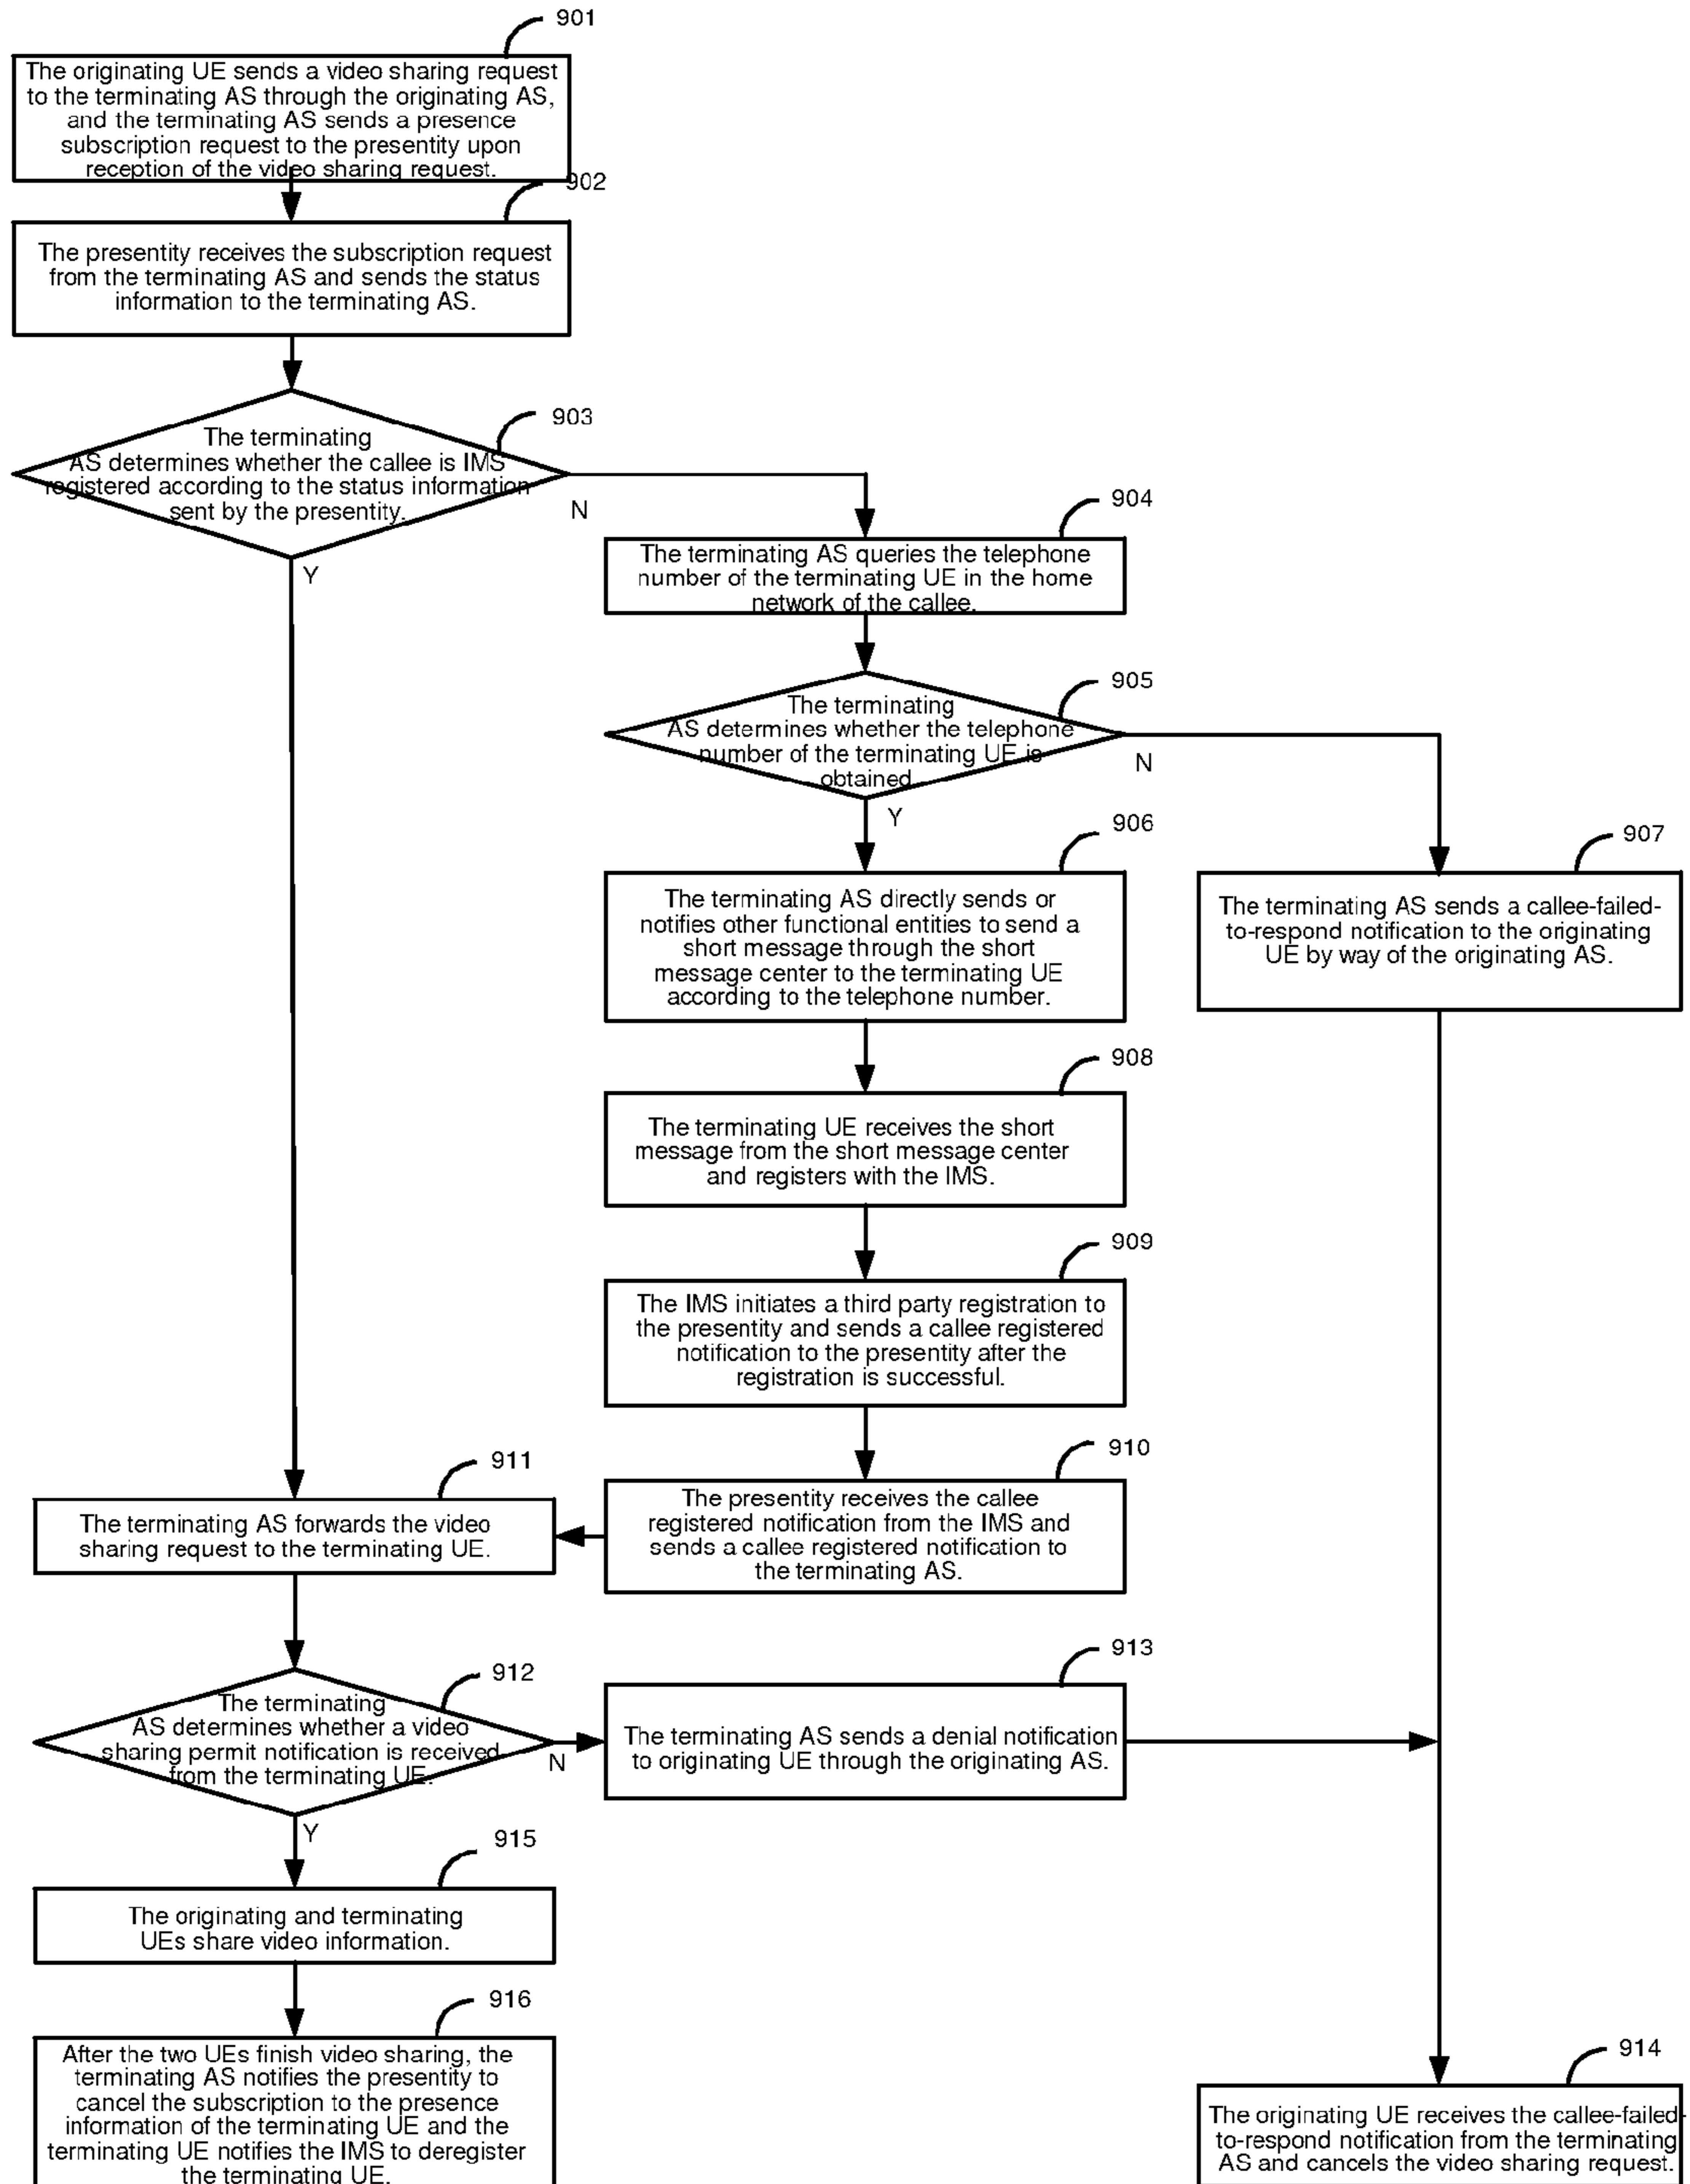 901
The originating UE sends a video sharing request
to the terminating AS through the originating AS,
and the terminating AS sends a presence
subscription request to the presentity upon
reception of the video sharing request.
902
The presentity receives the subscription request
from the terminating AS and sends the status
information to the terminating AS.
903
The terminating
AS determines whether the callee is IMS
registered according to the status information
sent by the presentity.
N
Y
904
The terminating AS queries the telephone
number of the terminating UE in the home
network of the callee.
905
The terminating
AS determines whether the telephone
number of the terminating UE is
obtained
N
Y
906
The terminating AS directly sends or
notifies other functional entities to send a
short message through the short
message center to the terminating UE
according to the telephone number.
907
The terminating AS sends a callee-failed-
to-respond notification to the originating
UE by way of the originating AS.
908
The terminating UE receives the short
message from the short message center
and registers with the IMS.
909
The IMS initiates a third party registration to
the presentity and sends a callee registered
notification to the presentity after the
registration is successful.
910
The presentity receives the callee
registered notification from the IMS and
sends a callee registered notification to
the terminating AS.
911
The terminating AS forwards the video
sharing request to the terminating UE.
912
The terminating
AS determines whether a video
sharing permit notification is received
from the terminating UE.
N
Y
913
The terminating AS sends a denial notification
to originating UE through the originating AS.
915
The originating and terminating
UEs share video information.
916
After the two UEs finish video sharing, the
terminating AS notifies the presentity to
cancel the subscription to the presence
information of the terminating UE and the
terminating UE notifies the IMS to deregister
the terminating UE.
914
The originating UE receives the callee-failed-
to-respond notification from the terminating
AS and cancels the video sharing request.